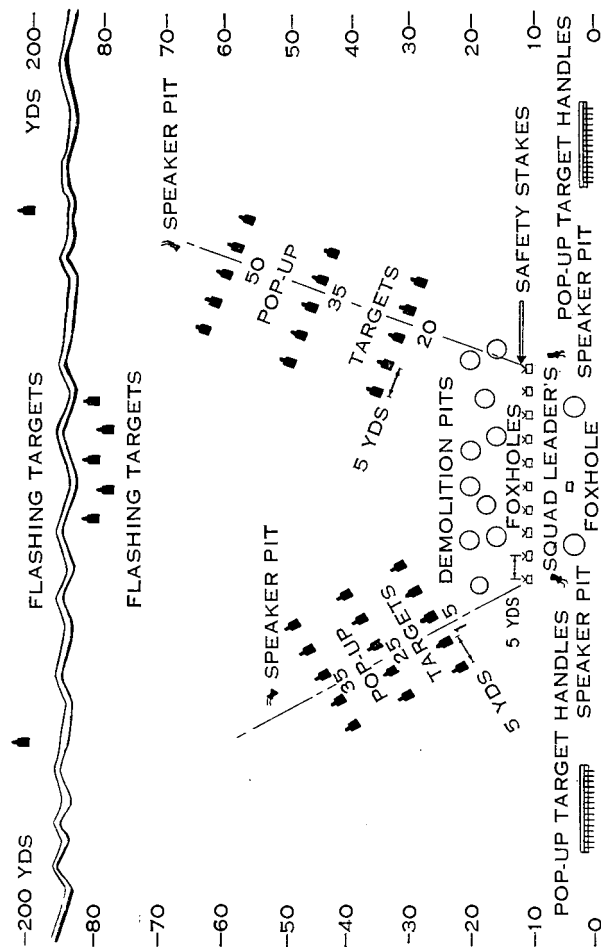 -200 YDS
YDS 200-
FLASHING TARGETS
-80
80-
FLASHING TARGETS
-70
70-
SPEAKER PIT
-60
60-
50
POP-UP
-50
50-
SPEAKER PIT
35
-40
40-
35
POP-UP
TARGETS
25
20
TARGETS
15
-30
30-
5 YDS
5 YDS
-20
20-
DEMOLITION PITS
FOXHOLES
SAFETY STAKES
5 YDS
-10
10-
SQUAD LEADER'S
FOXHOLE
POP-UP TARGET HANDLES
POP-UP TARGET HANDLES
SPEAKER PIT
SPEAKER PIT
-0
0-